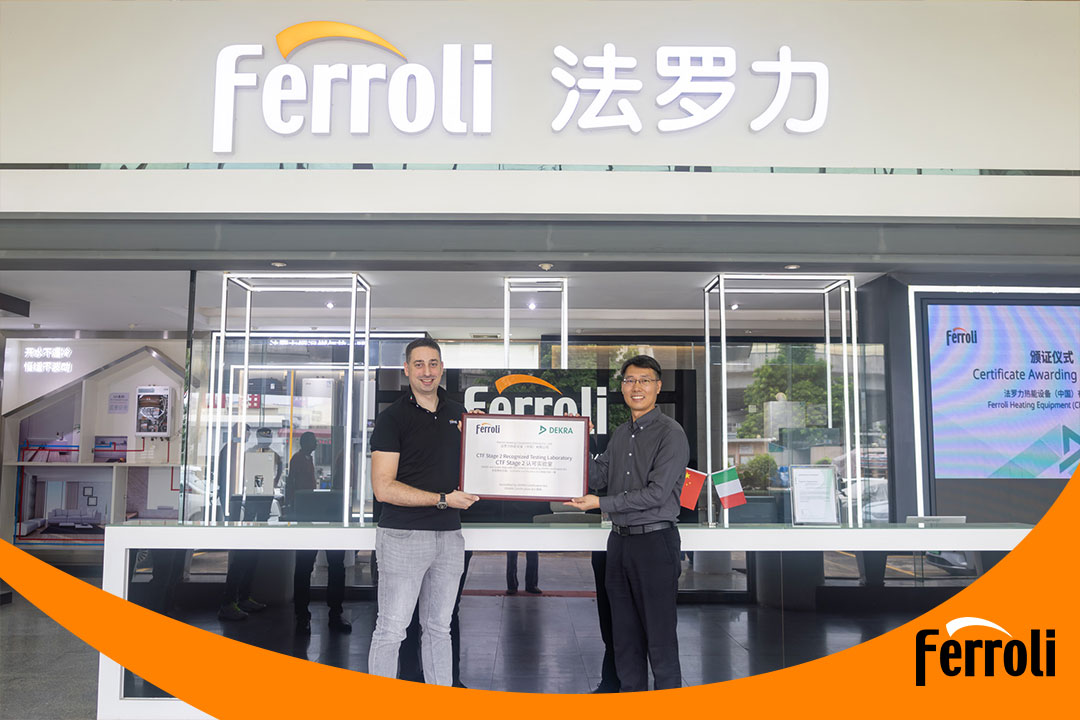 Ferroli 法罗力
Ferroli
颁证仪式
Certificate Awarding
法罗力热能设备（中国）有
Ferroli Heating Equipment (C
Ferroli
Ferroli DEKRA
CTF Stage 2 Recognized Testing Laboratory
CTF Stage 2 认可实验室
Ferroli